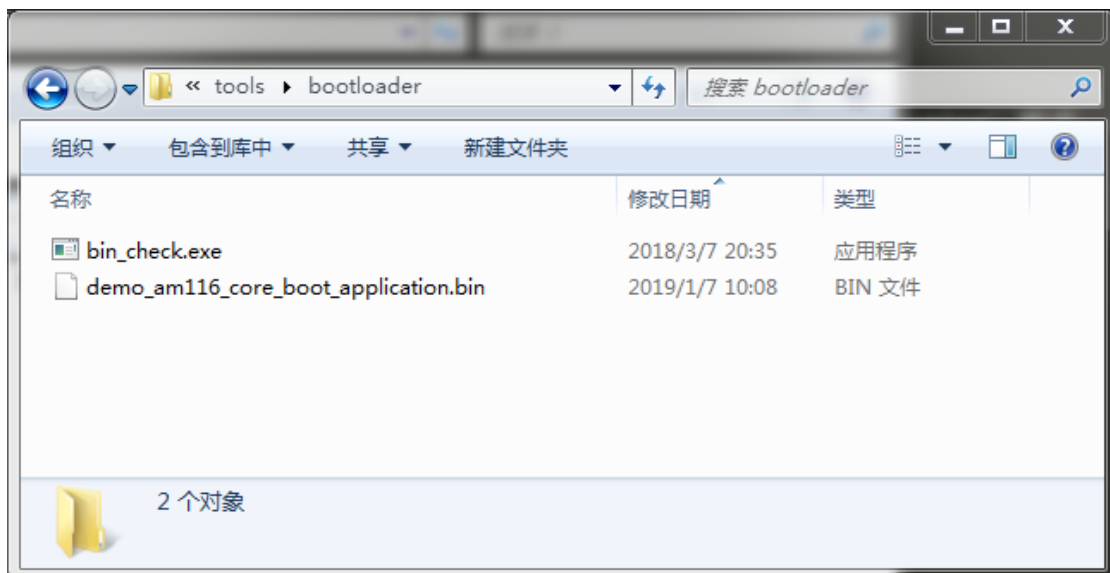 « tools ▸ bootloader
搜索 bootloader
组织 包含到库中 共享 新建文件夹
名称 修改日期 类型
bin_check.exe 2018/3/7 20:35 应用程序
demo_am116_core_boot_application.bin 2019/1/7 10:08 BIN 文件
2 个对象